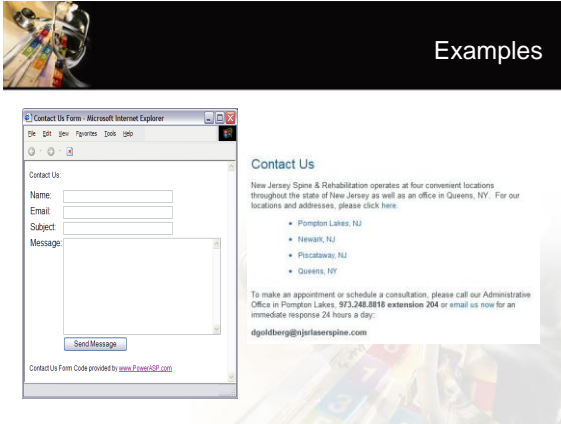 Examples
Contact Us Form - Microsoft Internet Explorer
File Edit View Favorites Tools Help
Contact Us:
Name:
Email:
Subject:
Message:
Send Message
Contact Us Form Code provided by www.PowerASP.com
Contact Us
New Jersey Spine & Rehabilitation operates at four convenient locations
throughout the state of New Jersey as well as an office in Queens, NY. For our
locations and addresses, please click here.
• Pompton Lakes, NJ
• Newark, NJ
• Piscataway, NJ
• Queens, NY
To make an appointment or schedule a consultation, please call our Administrative
Office in Pompton Lakes, 973.248.8818 extension 204 or email us now for an
immediate response 24 hours a day:
dgoldberg@njsrlaserspine.com